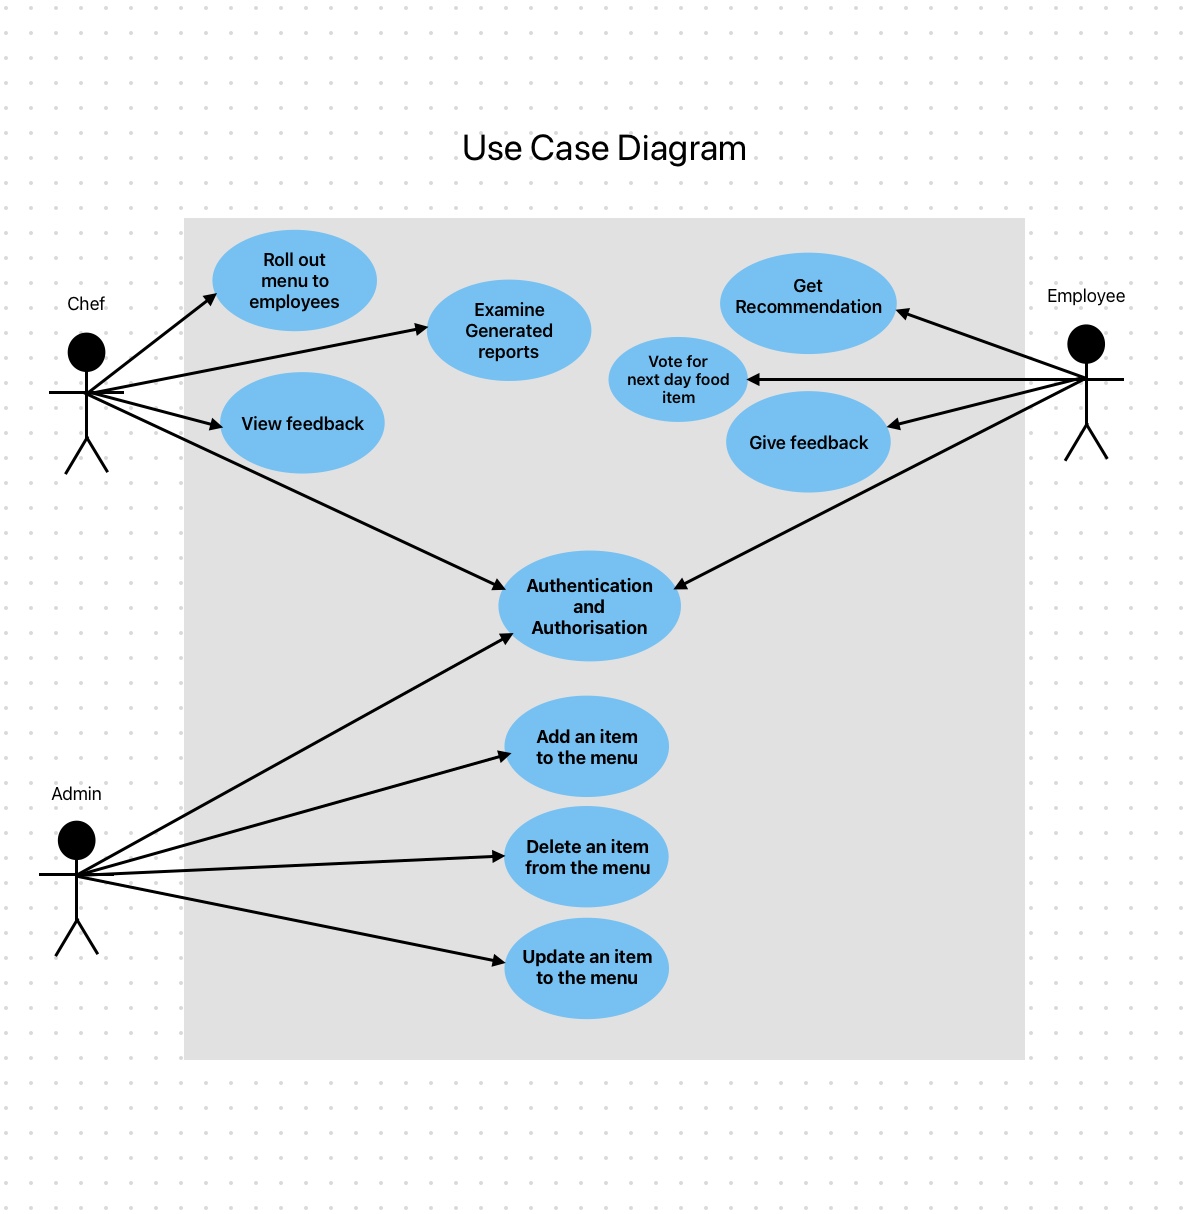 Use Case Diagram
Chef
Roll out
menu to
employees
Examine
Generated
reports
View feedback
Get
Recommendation
Vote for
next day food
item
Give feedback
Employee
Authentication
and
Authorisation
Admin
Add an item
to the menu
Delete an item
from the menu
Update an item
to the menu